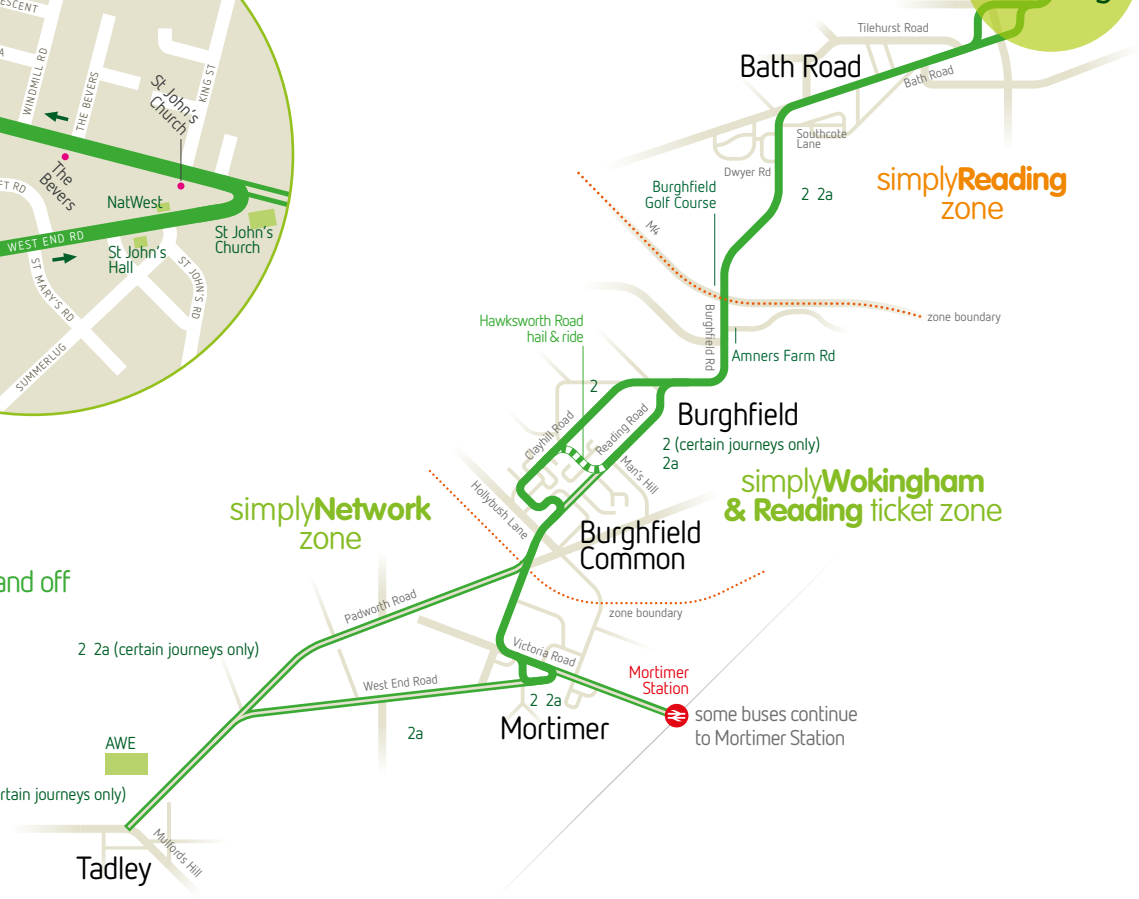 ESCENT
WINDMILL RD
THE BEVERS
KING ST
St John's
Church
The
Bevers
FT RD
NatWest
WEST END RD
St John's
Hall
St John's
Church
ST MARY'S RD
ST JOHN'S RD
SUMMERLUG
Tilehurst Road
Bath Road
Bath Road
Southcote
Lane
Dwyer Rd
Burghfield
Golf Course
2 2a
simplyReading
zone
M4
zone boundary
Burghfield Rd
Amners Farm Rd
Hawksworth Road
hail & ride
2
Burghfield
Clayhill Road
Reading Road
2 (certain journeys only)
2a
Man's Hill
simplyWokingham
& Reading ticket zone
simplyNetwork
zone
Hollybush Lane
Burghfield
Common
and off
Padworth Road
zone boundary
2 2a (certain journeys only)
Victoria Road
West End Road
Mortimer
Station
2 2a
Mortimer
some buses continue
to Mortimer Station
2a
AWE
rtain journeys only)
Mulfords Hill
Tadley